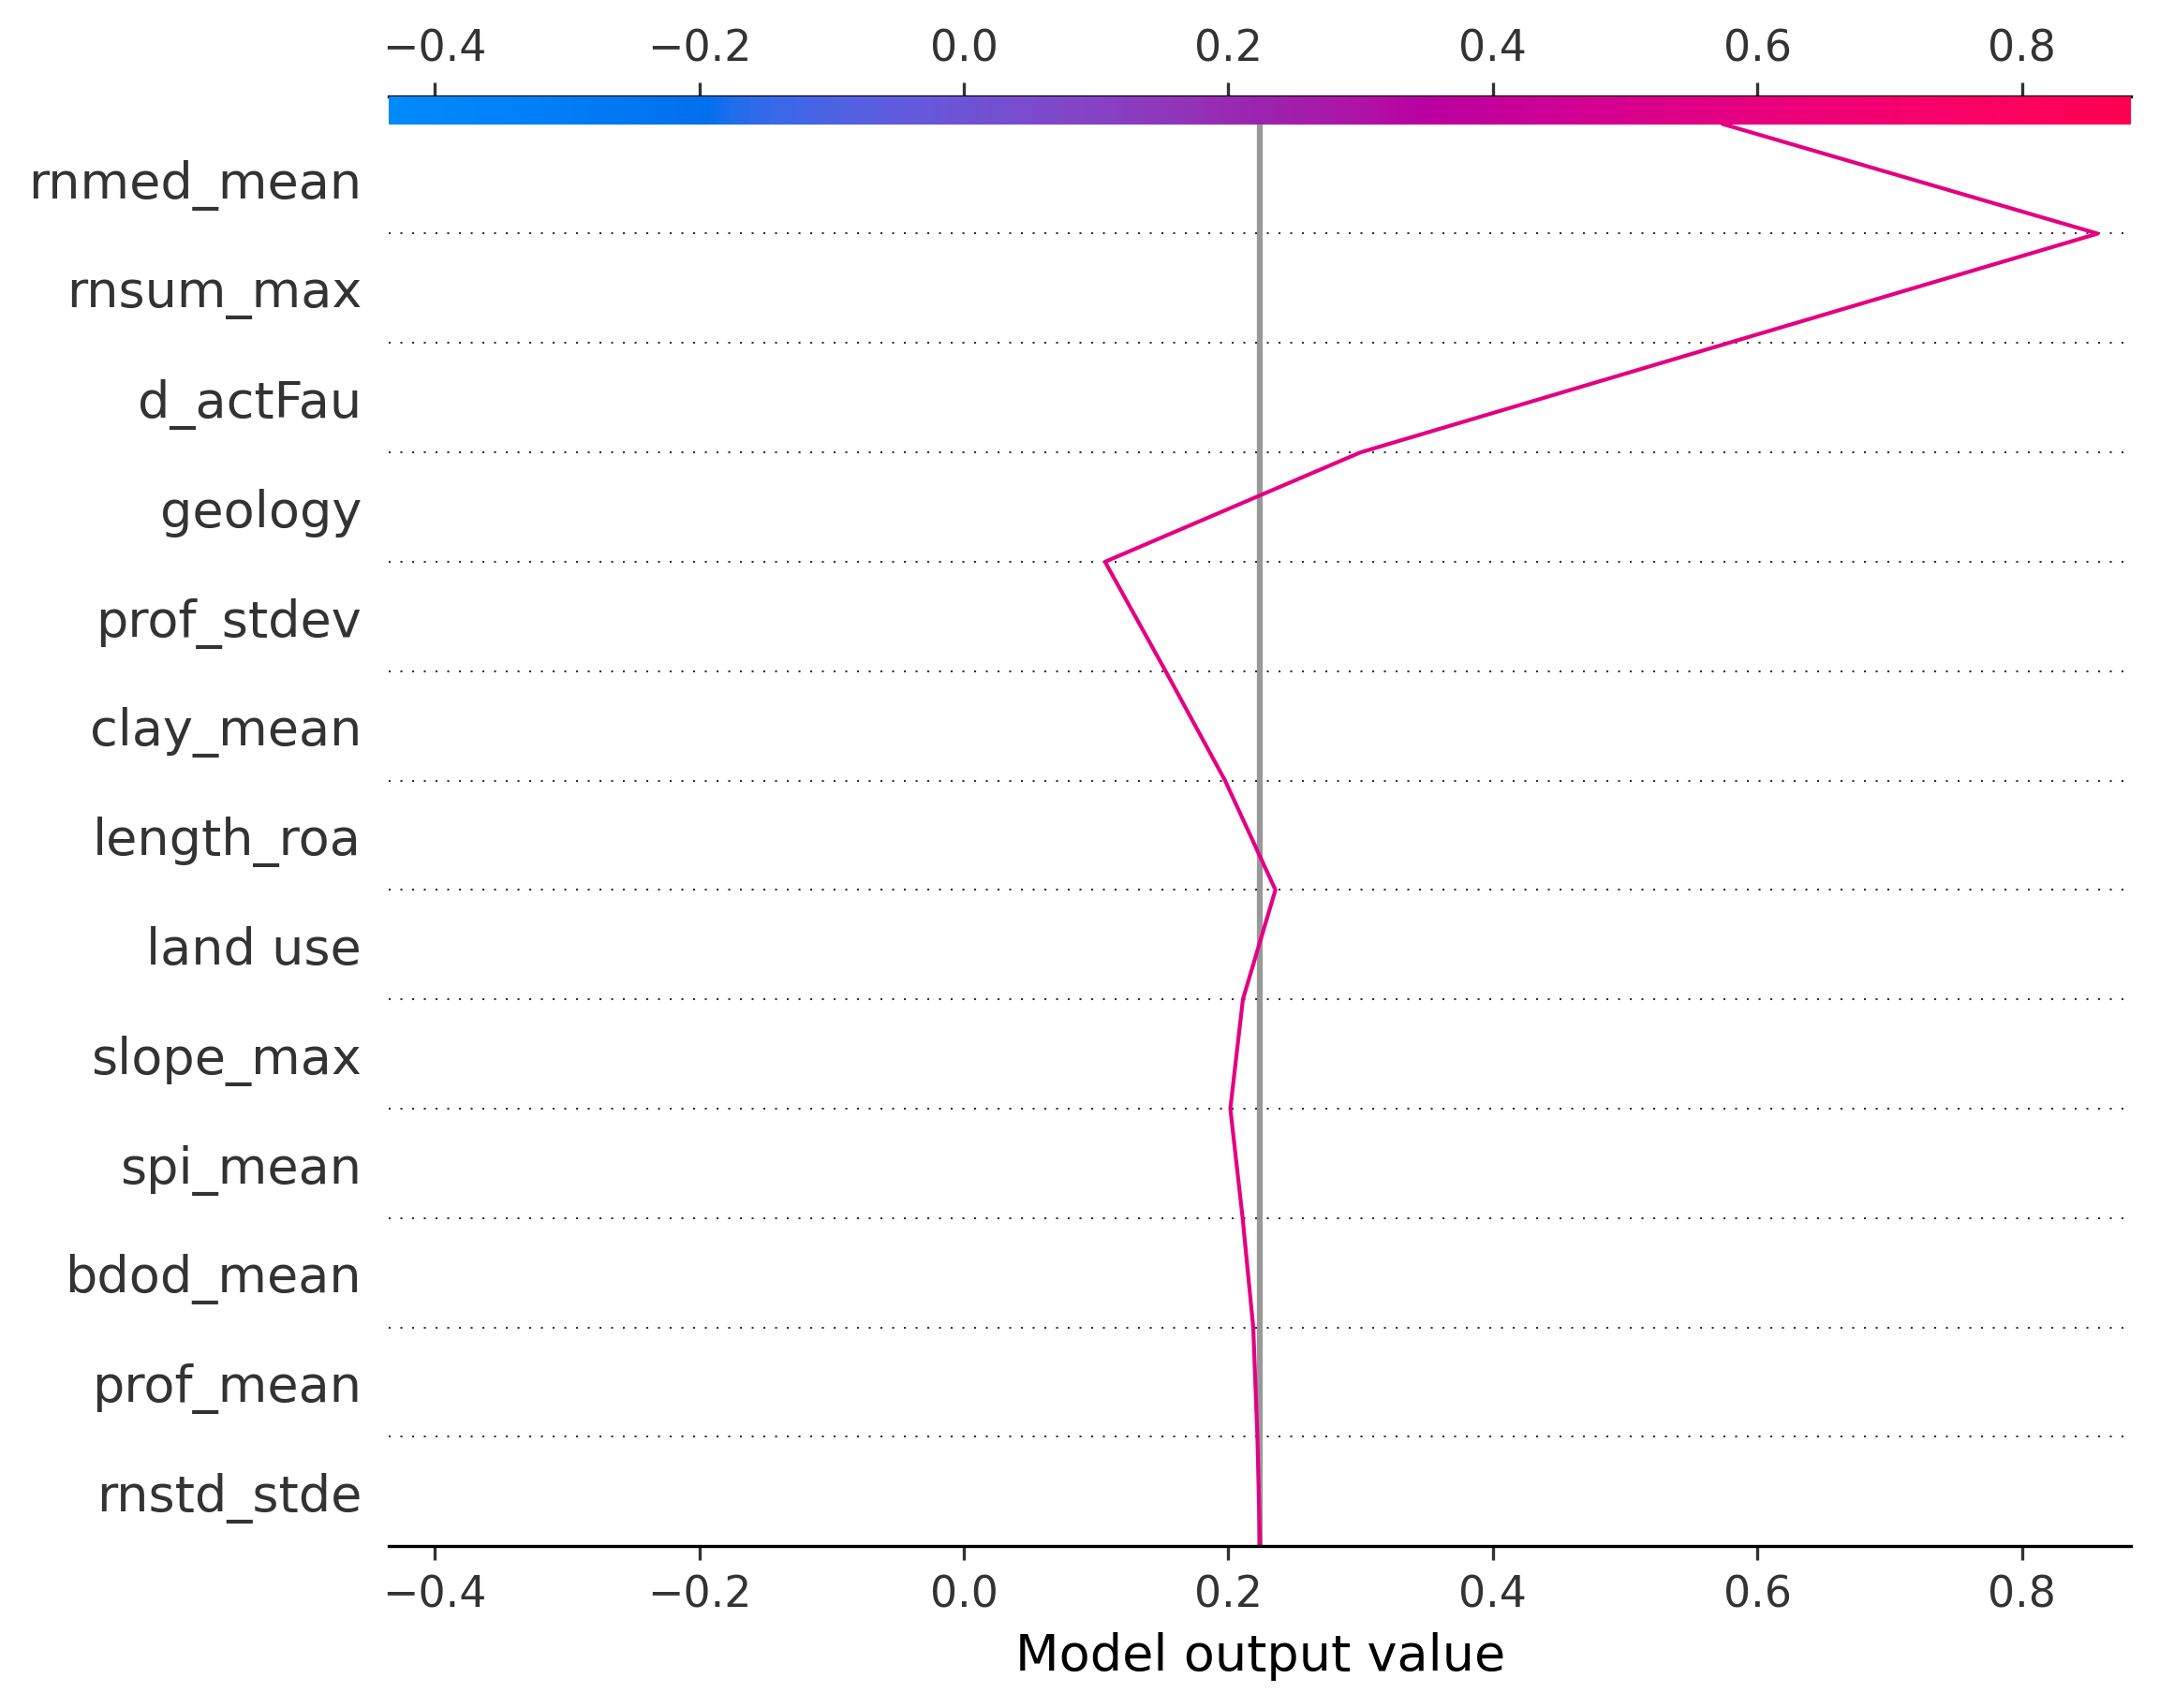 −0.4 −0.2 0.0 0.2 0.4 0.6 0.8
rnmed_mean
rnsum_max
d_actFau
geology
prof_stdev
clay_mean
length_roa
land use
slope_max
spi_mean
bdod_mean
prof_mean
rnstd_stde
−0.4 −0.2 0.0 0.2 0.4 0.6 0.8
Model output value